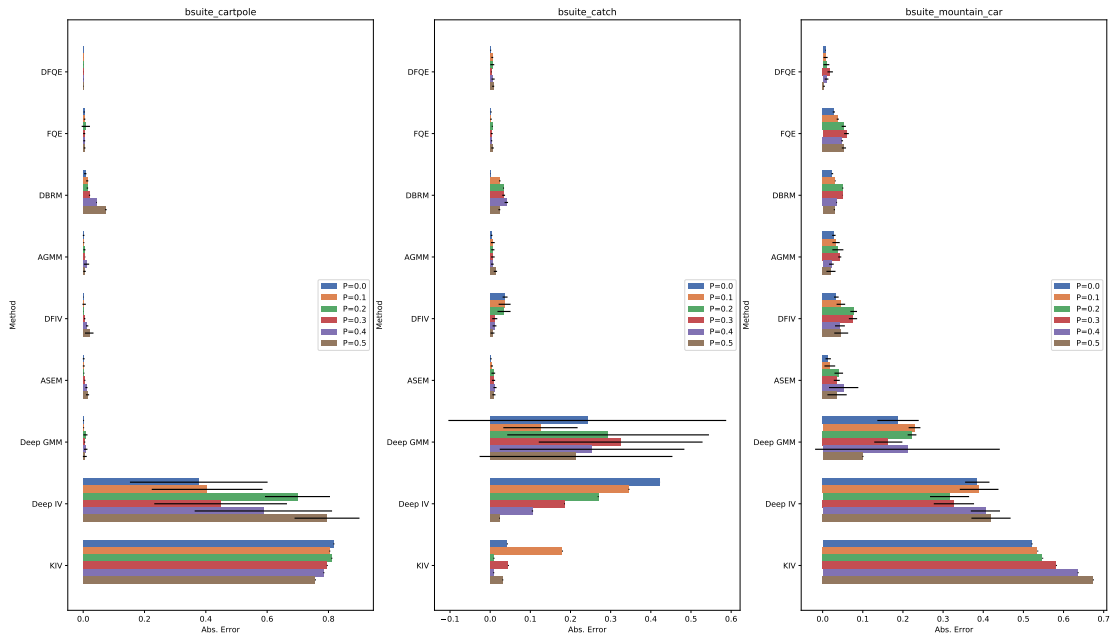 bsuite_cartpole
DFQE
FQE
DBRM
AGMM
DFIV
ASEM
Deep GMM
Deep IV
KIV
Method
P=0.0
P=0.1
P=0.2
P=0.3
P=0.4
P=0.5
0.0 0.2 0.4 0.6 0.8
Abs. Error
bsuite_catch
DFQE
FQE
DBRM
AGMM
DFIV
ASEM
Deep GMM
Deep IV
KIV
Method
P=0.0
P=0.1
P=0.2
P=0.3
P=0.4
P=0.5
−0.1 0.0 0.1 0.2 0.3 0.4 0.5 0.6
Abs. Error
bsuite_mountain_car
DFQE
FQE
DBRM
AGMM
DFIV
ASEM
Deep GMM
Deep IV
KIV
Method
P=0.0
P=0.1
P=0.2
P=0.3
P=0.4
P=0.5
0.0 0.1 0.2 0.3 0.4 0.5 0.6 0.7
Abs. Error